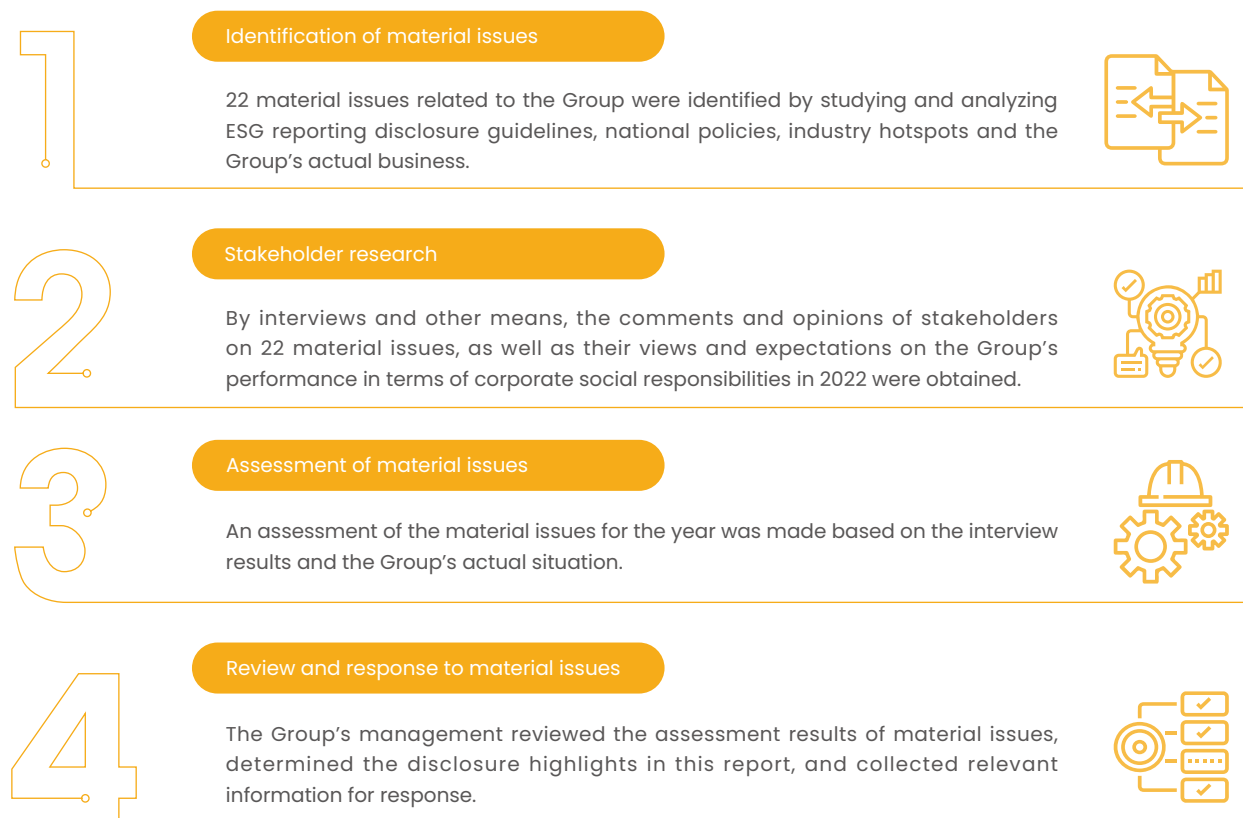 1
Identification of material issues
22 material issues related to the Group were identified by studying and analyzing
ESG reporting disclosure guidelines, national policies, industry hotspots and the
Group's actual business.
2
Stakeholder research
By interviews and other means, the comments and opinions of stakeholders
on 22 material issues, as well as their views and expectations on the Group's
performance in terms of corporate social responsibilities in 2022 were obtained.
3
Assessment of material issues
An assessment of the material issues for the year was made based on the interview
results and the Group's actual situation.
4
Review and response to material issues
The Group's management reviewed the assessment results of material issues,
determined the disclosure highlights in this report, and collected relevant
information for response.